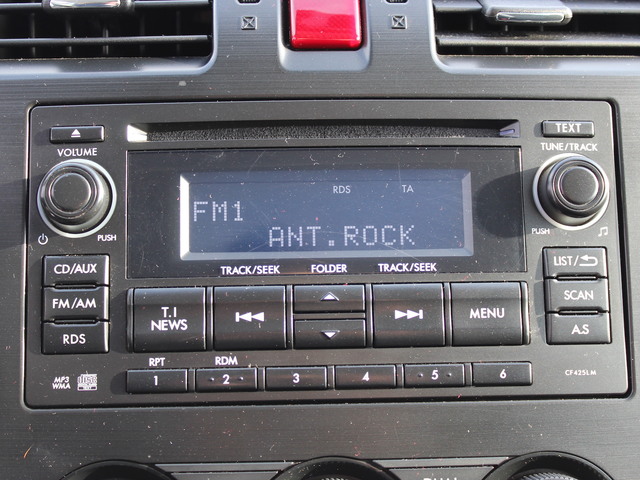 TEXT
VOLUME
TUNE/TRACK
RDS TA
FM1
ANT.ROCK
PUSH
PUSH
TRACK/SEEK FOLDER TRACK/SEEK
CD/AUX
LIST/
FM/AM
T.I
NEWS
MENU
SCAN
RDS
A.S
RPT RDM
1 2 3 4 5 6
MP3
WMA
CF425LM